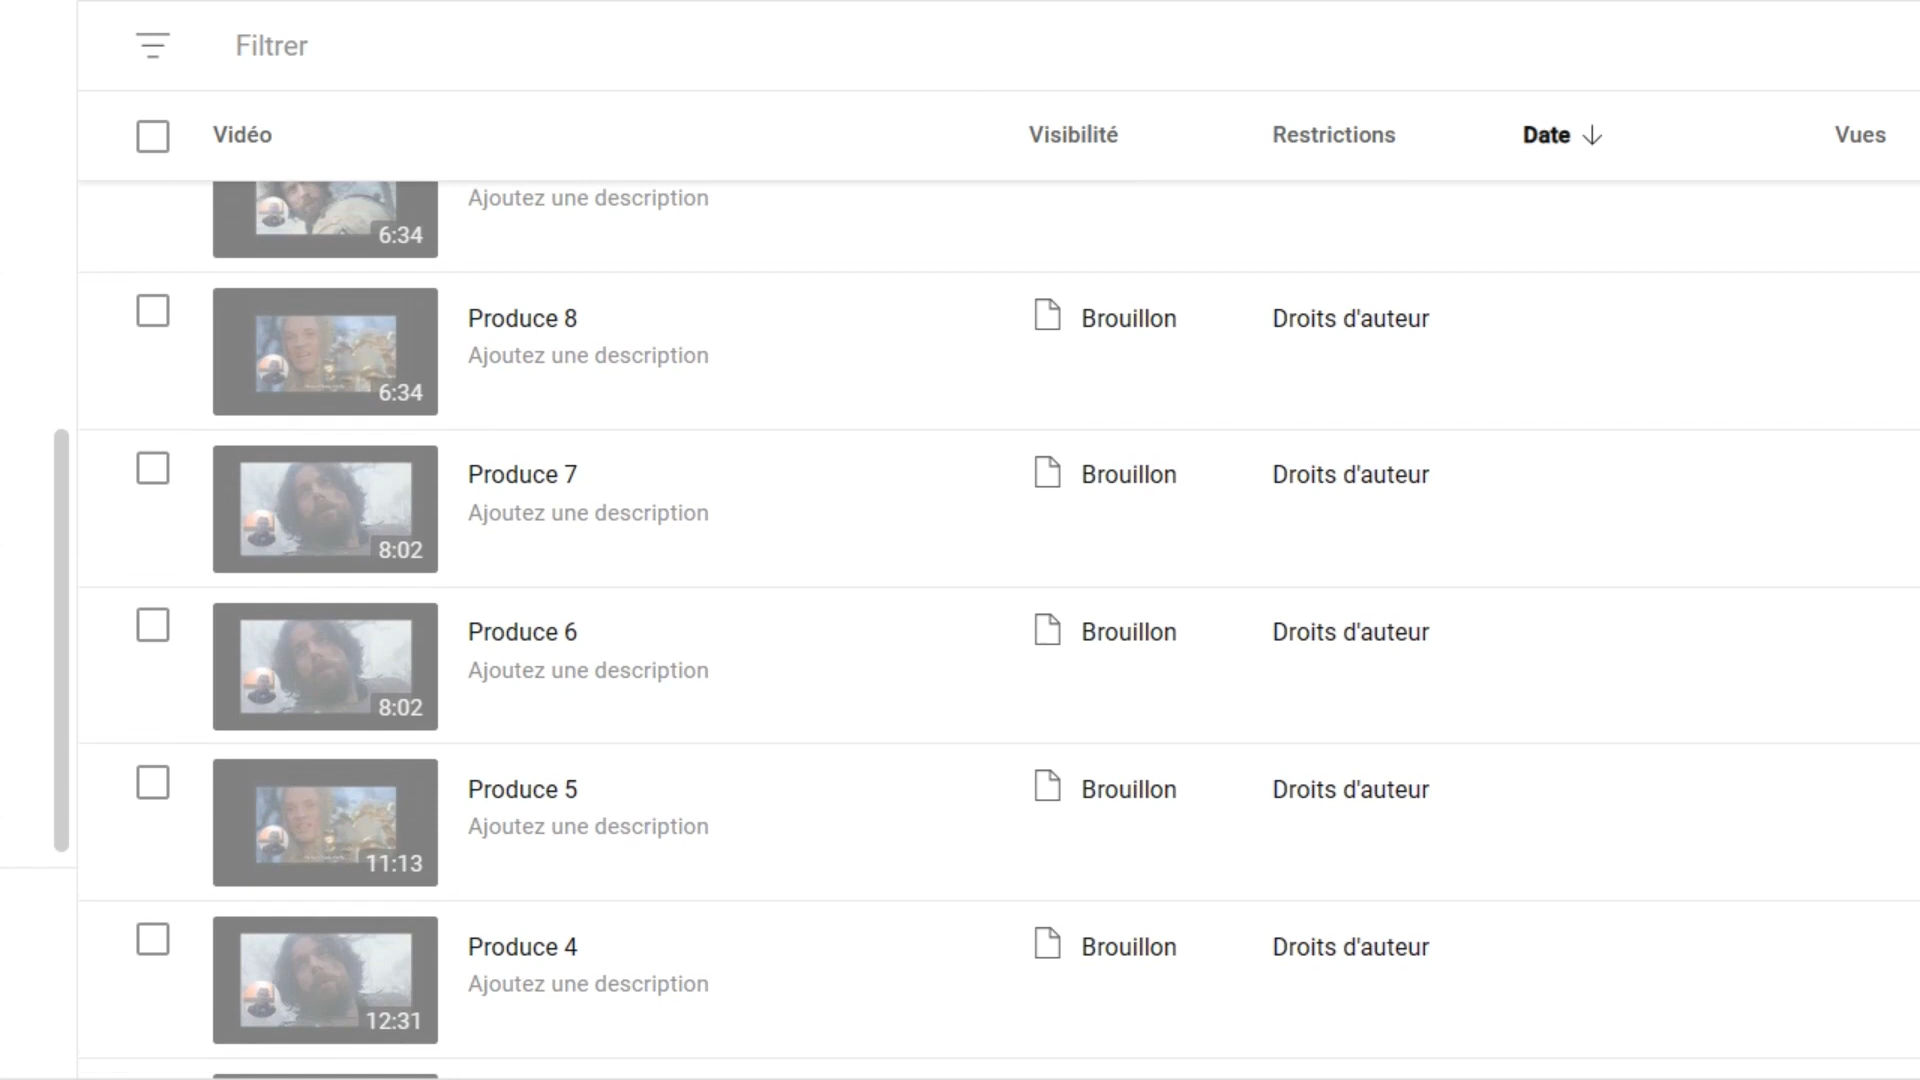 Filtrer
Vidéo Visibilité Restrictions Date Vues
Ajoutez une description
6:34
Produce 8 Brouillon Droits d'auteur
Ajoutez une description
6:34
Produce 7 Brouillon Droits d'auteur
Ajoutez une description
8:02
Produce 6 Brouillon Droits d'auteur
Ajoutez une description
8:02
Produce 5 Brouillon Droits d'auteur
Ajoutez une description
11:13
Produce 4 Brouillon Droits d'auteur
Ajoutez une description
12:31